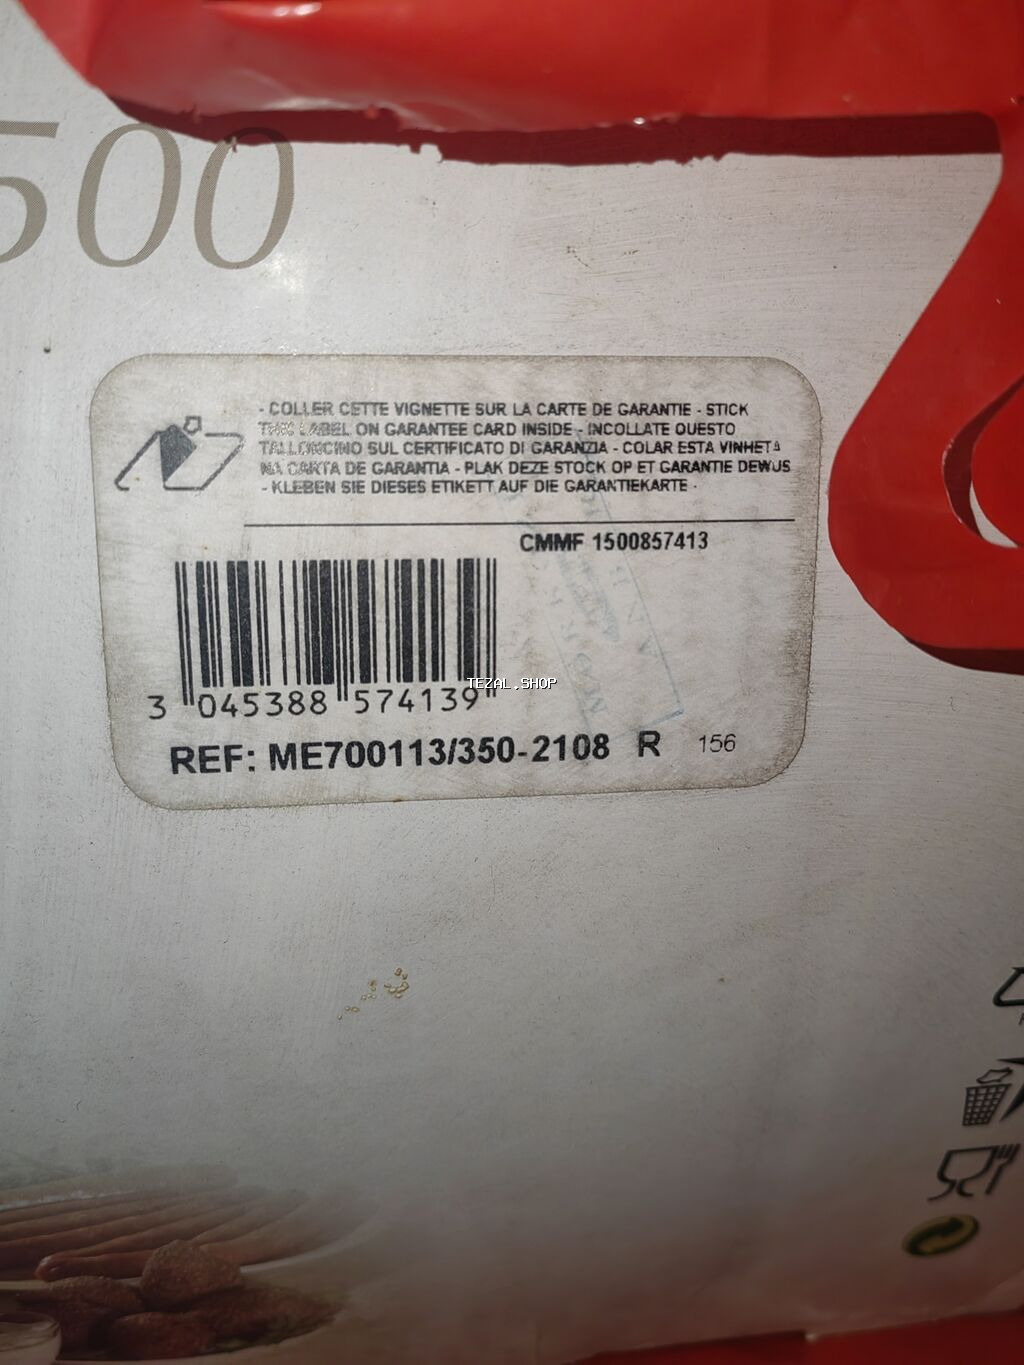 500
- COLLER CETTE VIGNETTE SUR LA CARTE DE GARANTIE - STICK
THIS LABEL ON GARANTEE CARD INSIDE - INCOLLATE QUESTO
TALLONCINO SUL CERTIFICATO DI GARANZIA - COLAR ESTA VINHETA
NA CARTA DE GARANTIA - PLAK DEZE STOCK OP ET GARANTIE DEWIJS
- KLEBEN SIE DIESES ETIKETT AUF DIE GARANTIEKARTE -
CMMF 1500857413
TEZAL.SHOP
3 045388 574139
REF: ME700113/350-2108 R 156